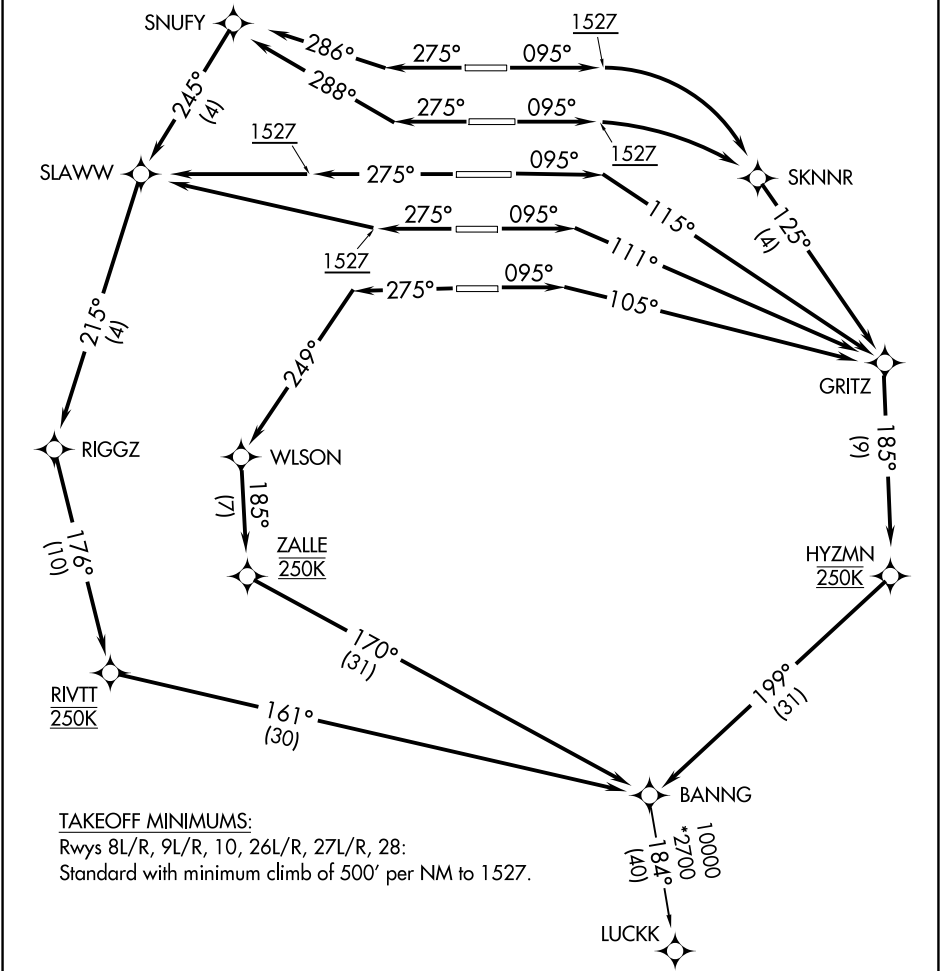 SNUFY
286°
275°
095°
1527
288°
275°
095°
1527
245°
(4)
1527
SLAWW
275°
095°
SKNNR
115°
125°
(4)
275°
095°
111°
1527
275°
095°
105°
215°
(4)
249°
GRITZ
RIGGZ
WLSON
185°
(9)
185°
(7)
176°
(10)
ZALLE
250K
HYZMN
250K
170°
(31)
RIVTT
250K
161°
(30)
199°
(31)
BANNG
10000
*2700
184°
(40)
TAKEOFF MINIMUMS:
Rwys 8L/R, 9L/R, 10, 26L/R, 27L/R, 28:
Standard with minimum climb of 500' per NM to 1527.
LUCKK